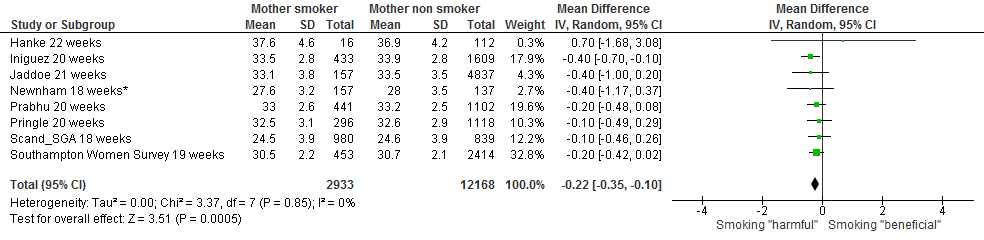 Mother smoker Mother non smoker Mean Difference Mean Difference
Study or Subgroup Mean SD Total Mean SD Total Weight IV, Random, 95% CI IV, Random, 95% CI
Hanke 22 weeks 37.6 4.6 16 36.9 4.2 112 0.3% 0.70 [-1.68, 3.08]
Iniguez 20 weeks 33.5 2.8 433 33.9 2.8 1609 17.9% -0.40 [-0.70, -0.10]
Jaddoe 21 weeks 33.1 3.8 157 33.5 3.5 4837 4.3% -0.40 [-1.00, 0.20]
Newnham 18 weeks* 27.6 3.2 157 28 3.5 137 2.7% -0.40 [-1.17, 0.37]
Prabhu 20 weeks 33 2.6 441 33.2 2.5 1102 19.6% -0.20 [-0.48, 0.08]
Pringle 20 weeks 32.5 3.1 296 32.6 2.9 1118 10.3% -0.10 [-0.49, 0.29]
Scand_SGA 18 weeks 24.5 3.9 980 24.6 3.9 839 12.2% -0.10 [-0.46, 0.26]
Southampton Women Survey 19 weeks 30.5 2.2 453 30.7 2.1 2414 32.8% -0.20 [-0.42, 0.02]
Total (95% CI) 2933 12168 100.0% -0.22 [-0.35, -0.10]
Heterogeneity: Tau² = 0.00; Chi² = 3.37, df = 7 (P = 0.85); I² = 0%
Test for overall effect: Z = 3.51 (P = 0.0005)
-4 -2 0 2 4
Smoking "harmful" Smoking "beneficial"